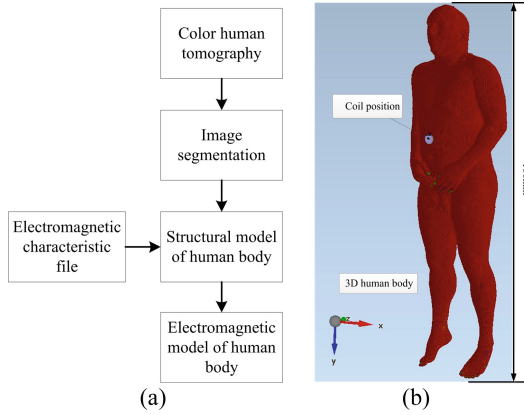 Color human
tomography
Image
segmentation
Electromagnetic
characteristic
file
Structural model
of human body
Electromagnetic
model of human
body
(a)
Coil position
3D human body
z
x
y
(b)